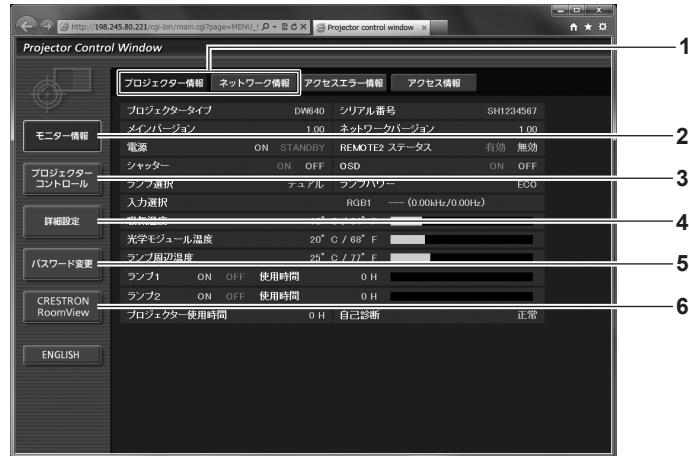 http://198.245.80.221/cgi-bin/main.cgi?page=MENU_
Projector control window
Projector Control Window
プロジェクター情報 ネットワーク情報 アクセスエラー情報 アクセス情報
プロジェクタータイプ DW640 シリアル番号 SH1234567
メインバージョン 1.00 ネットワークバージョン 1.00
電源 ON STANDBY REMOTE2 ステータス 有効 無効
シャッター ON OFF OSD ON OFF
ランプ選択 デュアル ランプパワー ECO
入力選択 RGB1 --- (0.00kHz/0.00Hz)
吸気温度
光学モジュール温度 20° C / 68° F
ランプ周辺温度 25° C / 77° F
ランプ1 ON OFF 使用時間 0 H
ランプ2 ON OFF 使用時間 0 H
プロジェクター使用時間 0 H 自己診断 正常
モニター情報
プロジェクター
コントロール
詳細設定
パスワード変更
CRESTRON
RoomView
ENGLISH
1
2
3
4
5
6